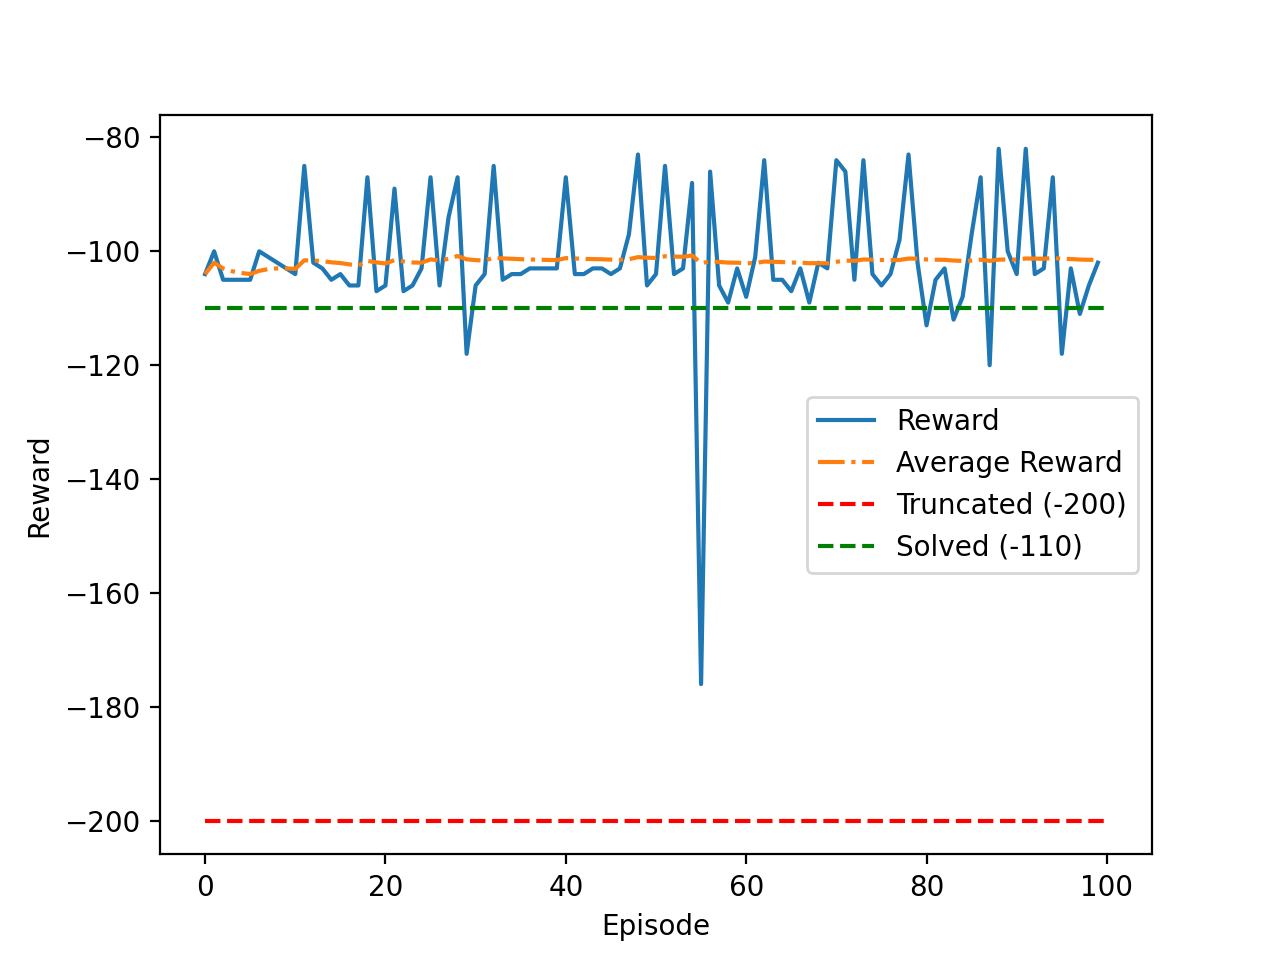 −80
−100
−120
−140
−160
−180
−200
Reward
Reward
Average Reward
Truncated (-200)
Solved (-110)
0 20 40 60 80 100
Episode